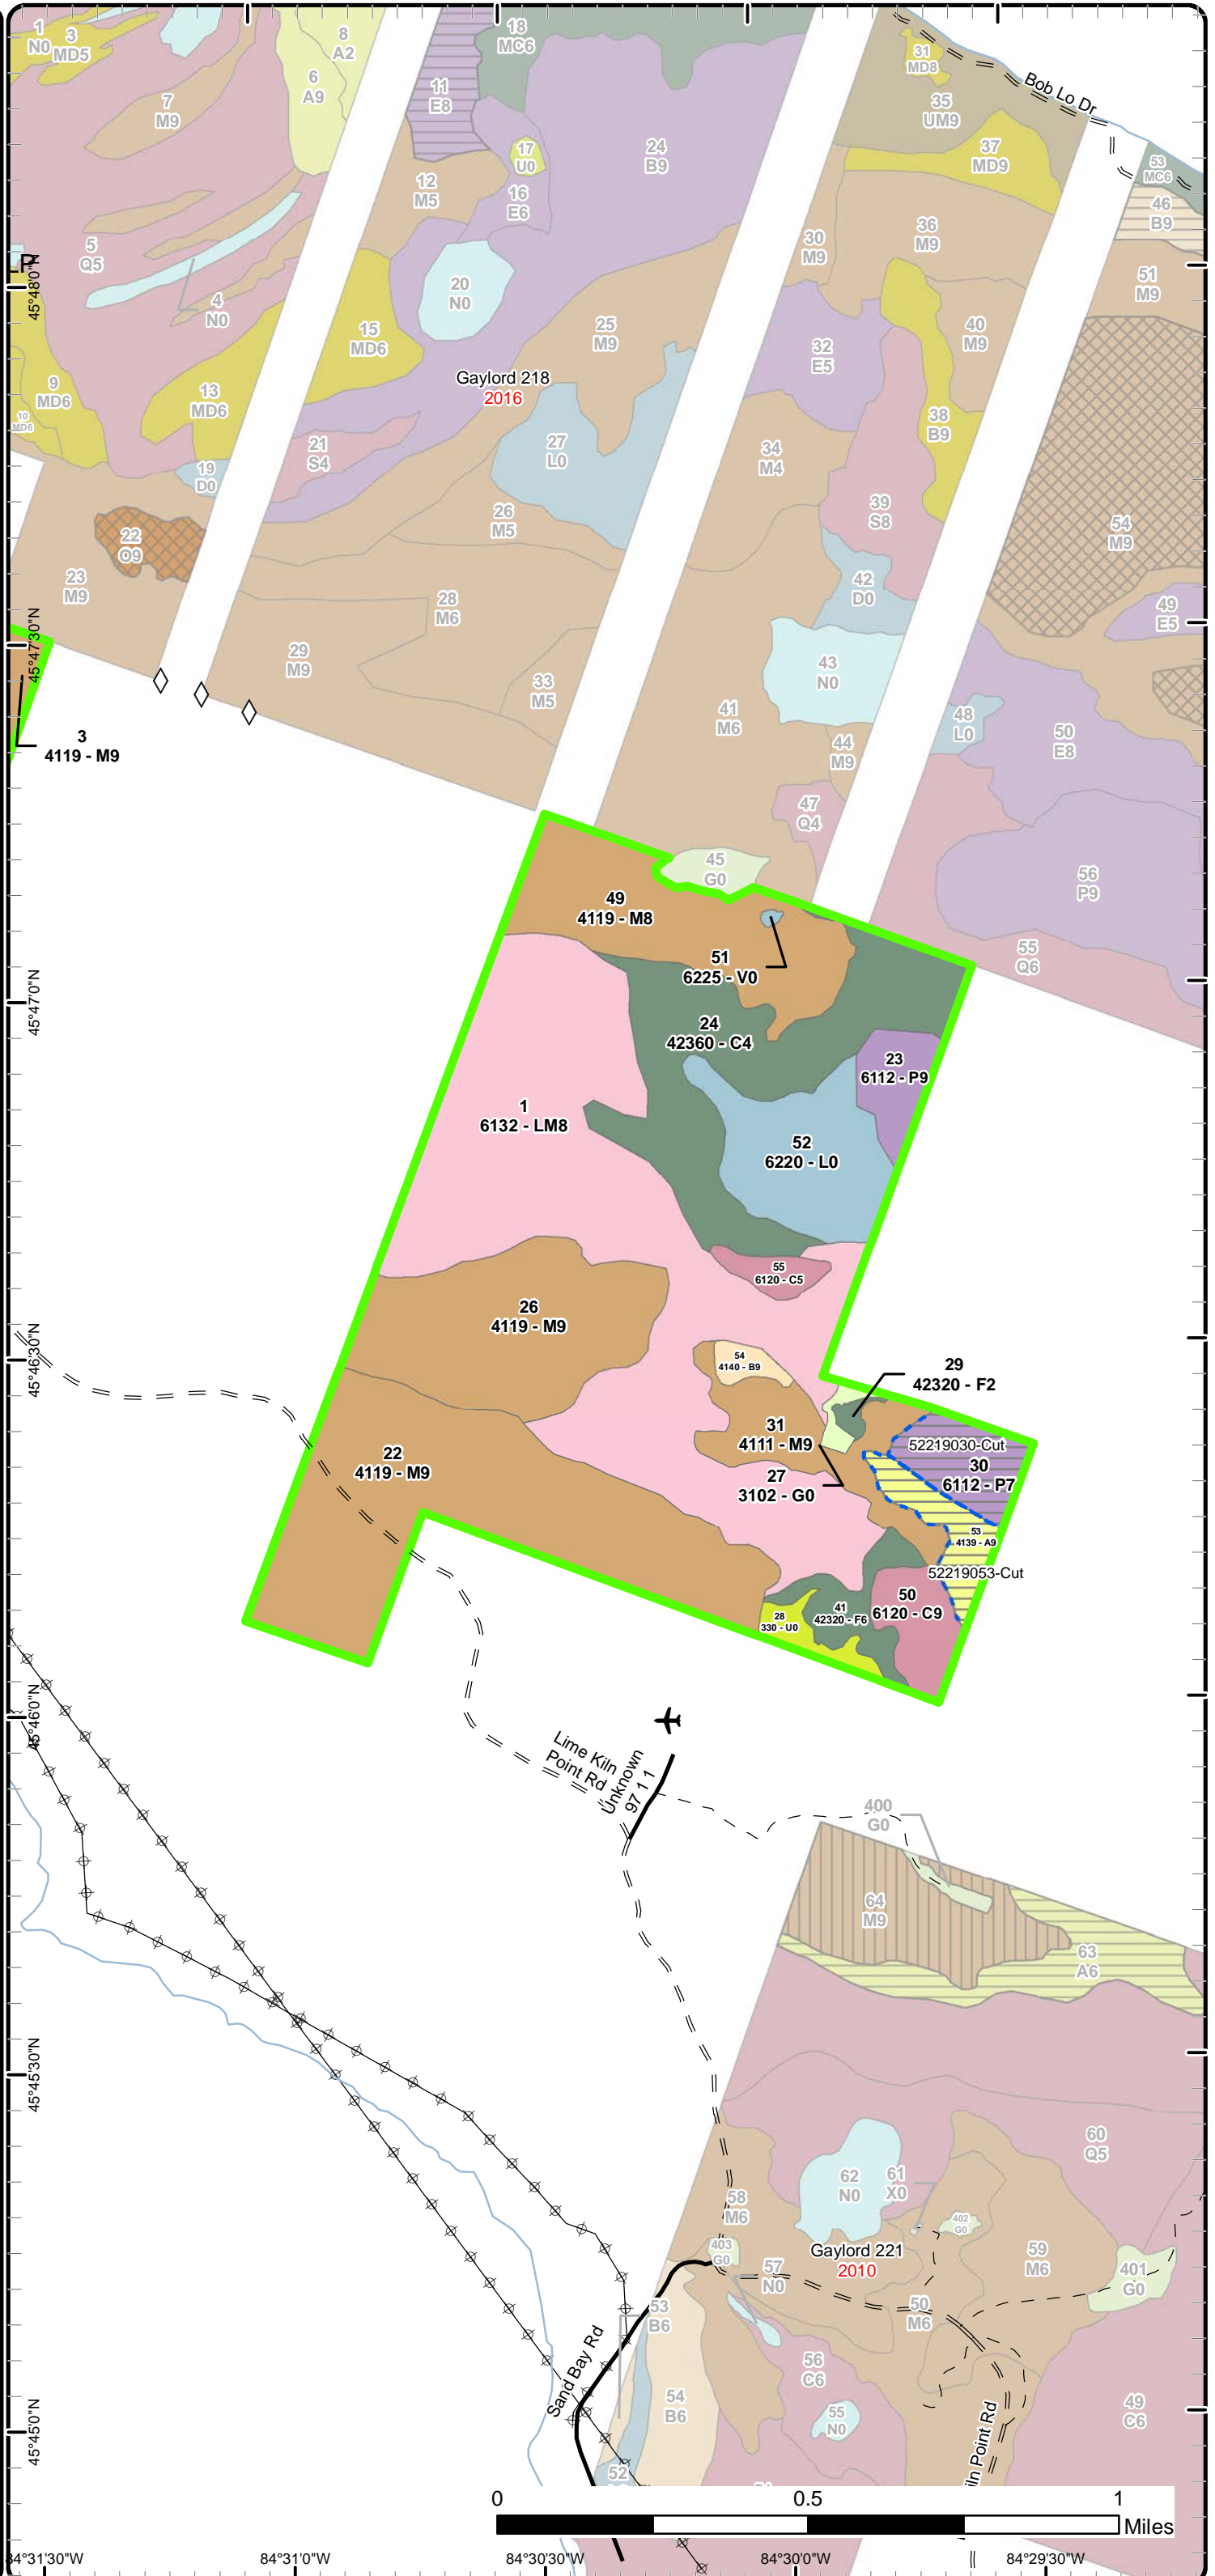 1
N0
3
MD5
8
A2
6
A9
7
M9
5
Q5
4
N0
P
9
MD6
10
MD6
13
MD6
19
D0
22
O9
23
M9
11
E8
18
MC6
17
U0
24
B9
12
M5
16
E6
20
N0
15
MD6
25
M9
Gaylord 218
2016
21
S4
27
L0
26
M5
28
M6
29
M9
33
M5
31
MD8
35
UM9
37
MD9
Bob Lo Dr
53
MC6
46
B9
30
M9
36
M9
51
M9
32
E5
40
M9
38
B9
34
M4
39
S8
54
M9
42
D0
49
E5
43
N0
41
M6
48
L0
50
E8
44
M9
47
Q4
45
G0
56
P9
55
Q6
3
4119 - M9
49
4119 - M8
51
6225 - V0
24
42360 - C4
23
6112 - P9
1
6132 - LM8
52
6220 - L0
55
6120 - C5
26
4119 - M9
54
4140 - B9
29
42320 - F2
31
4111 - M9
22
4119 - M9
27
3102 - G0
52219030-Cut
30
6112 - P7
53
4139 - A9
52219053-Cut
50
6120 - C9
41
42320 - F6
28
330 - U0
Lime Kiln
Point Rd
Unknown
97 1 1
400
G0
64
M9
63
A6
60
Q5
62
N0
61
X0
58
M6
402
G0
403
G0
Gaylord 221
2010
57
N0
59
M6
401
G0
50
M6
53
B6
Sand Bay Rd
56
C6
54
B6
55
N0
49
C6
iln Point Rd
52
0
0.5
1
Miles
45°48'0"N
45°47'30"N
45°47'0"N
45°46'30"N
45°46'0"N
45°45'30"N
45°45'0"N
84°31'30"W
84°31'0"W
84°30'30"W
84°30'0"W
84°29'30"W